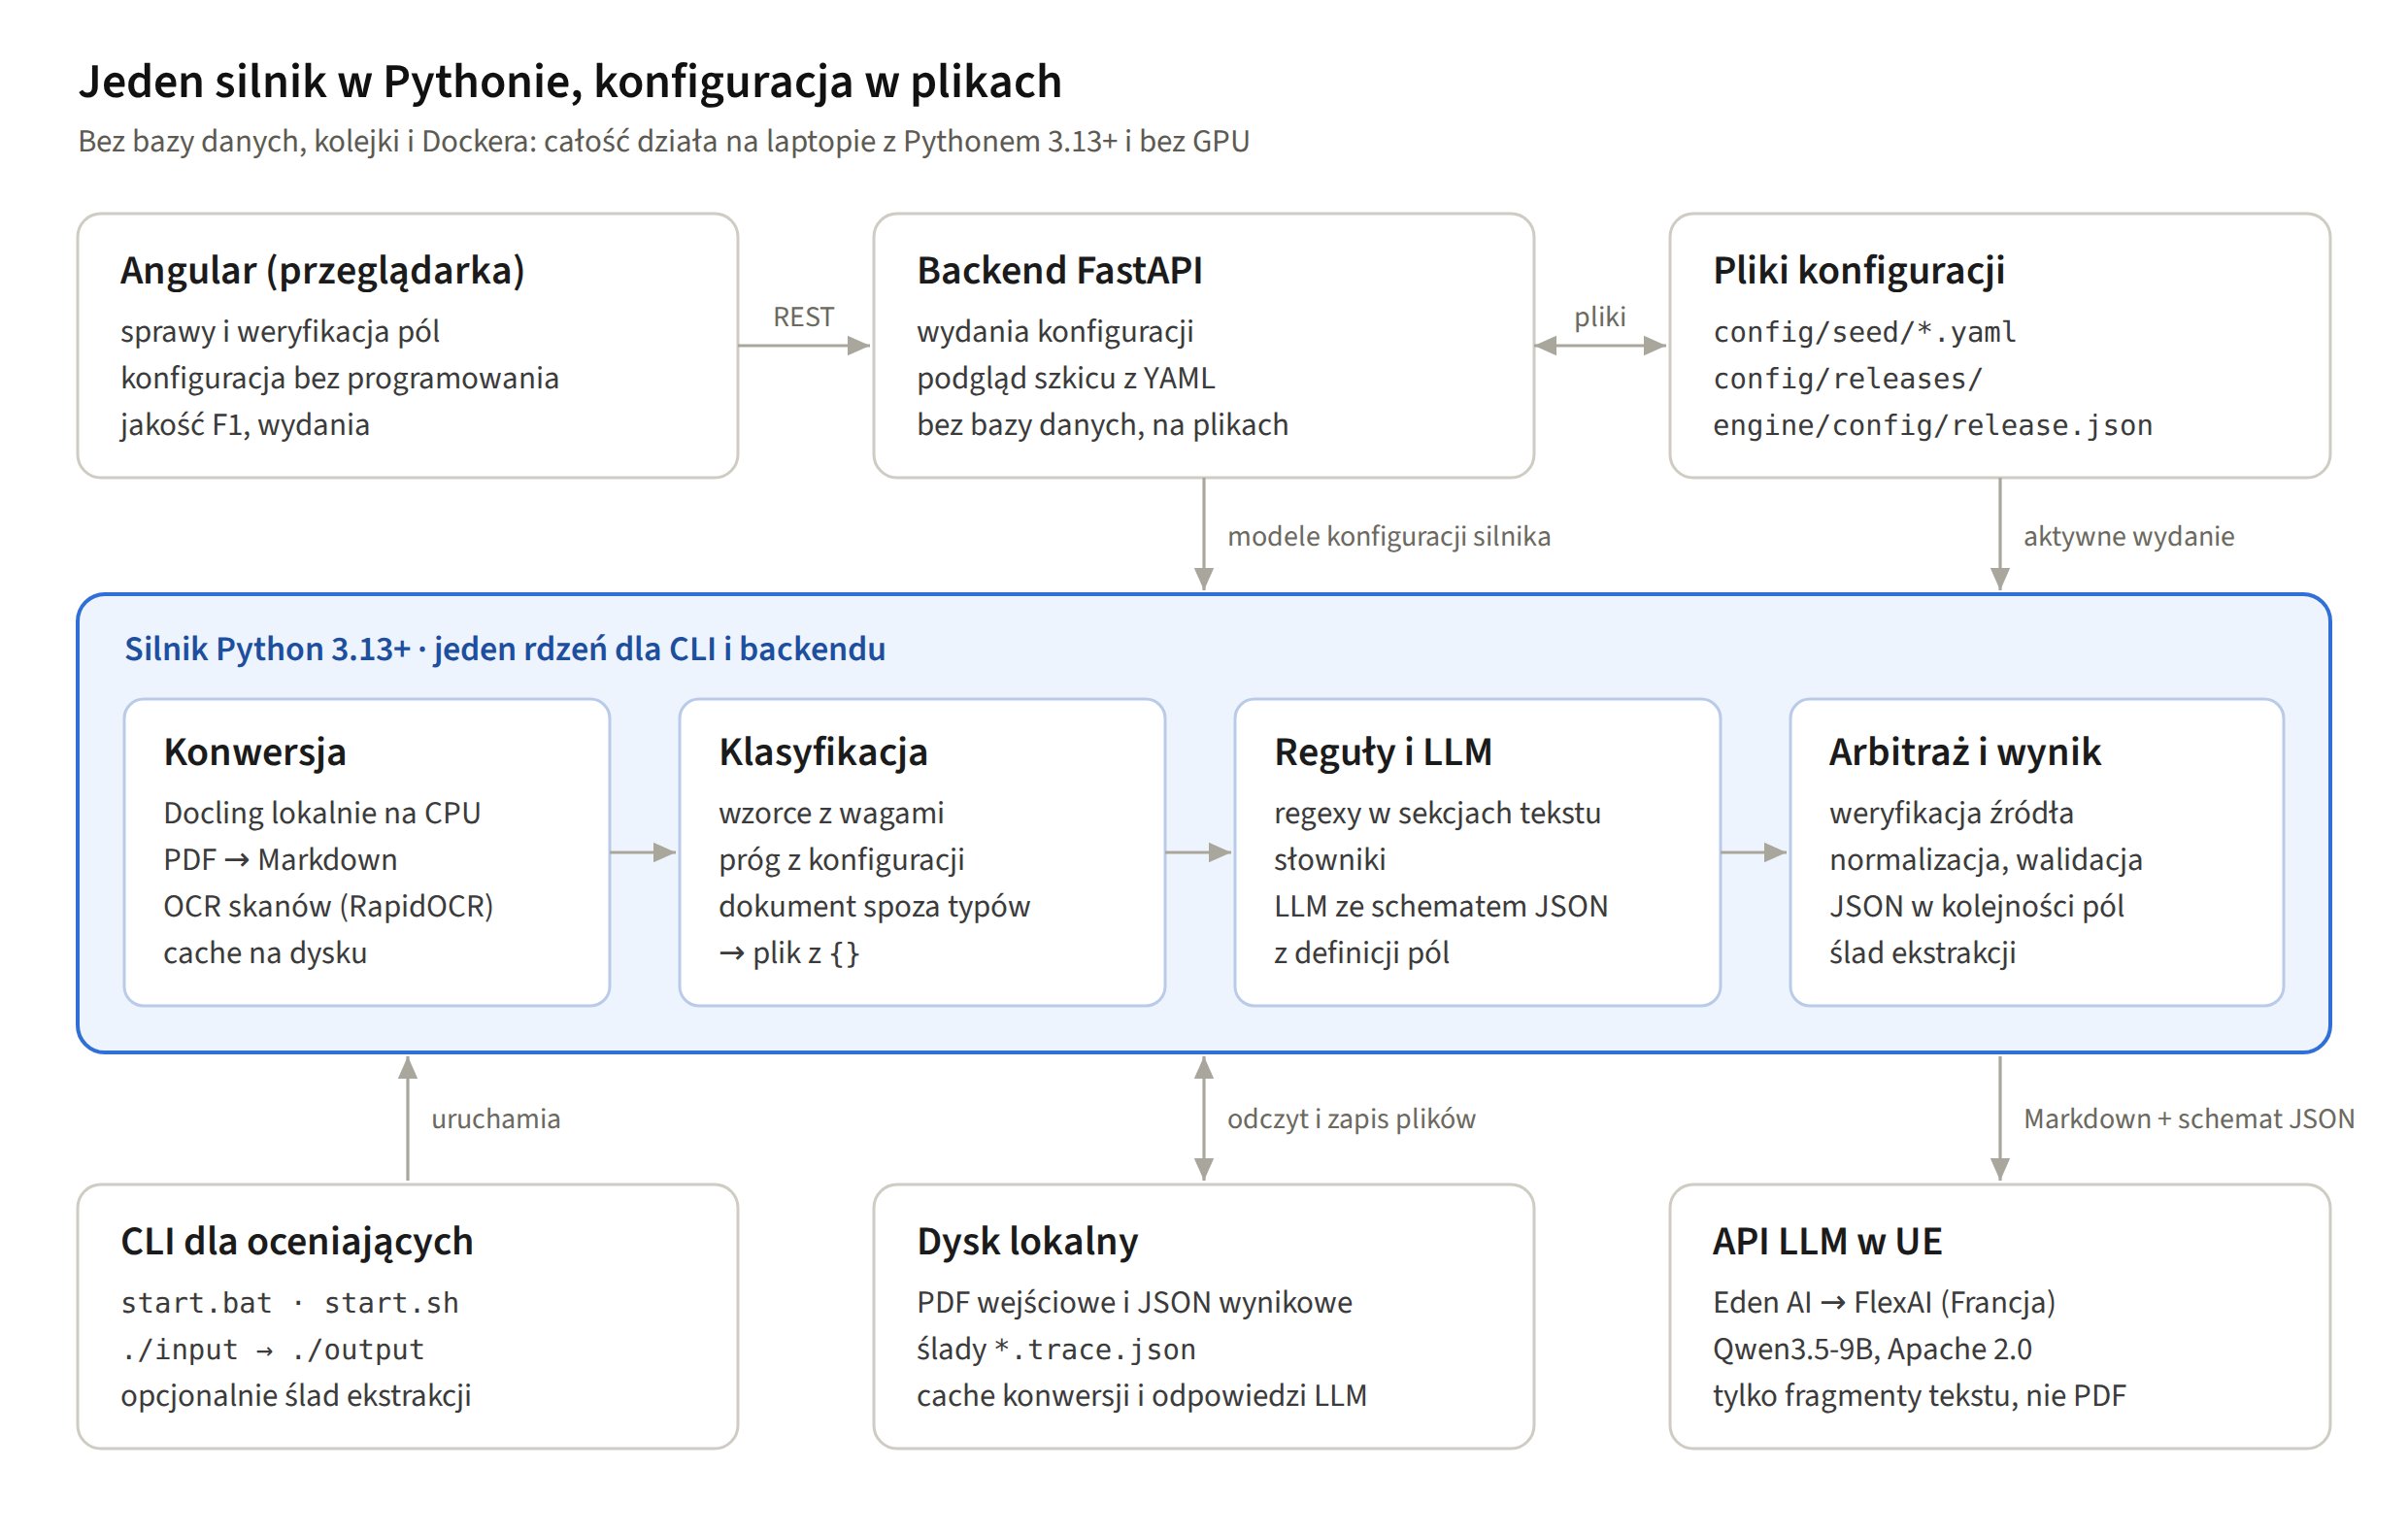 Jeden silnik w Pythonie, konfiguracja w plikach
Bez bazy danych, kolejki i Dockera: całość działa na laptopie z Pythonem 3.13+ i bez GPU
Angular (przeglądarka)
sprawy i weryfikacja pól
konfiguracja bez programowania
jakość F1, wydania
REST
Backend FastAPI
wydania konfiguracji
podgląd szkicu z YAML
bez bazy danych, na plikach
pliki
Pliki konfiguracji
config/seed/*.yaml
config/releases/
engine/config/release.json
modele konfiguracji silnika
aktywne wydanie
Silnik Python 3.13+ · jeden rdzeń dla CLI i backendu
Konwersja
Docling lokalnie na CPU
PDF → Markdown
OCR skanów (RapidOCR)
cache na dysku
Klasyfikacja
wzorce z wagami
próg z konfiguracji
dokument spoza typów
→ plik z {}
Reguły i LLM
regexy w sekcjach tekstu
słowniki
LLM ze schematem JSON
z definicji pól
Arbitraż i wynik
weryfikacja źródła
normalizacja, walidacja
JSON w kolejności pól
ślad ekstrakcji
uruchamia
odczyt i zapis plików
Markdown + schemat JSON
CLI dla oceniających
start.bat · start.sh
./input → ./output
opcjonalnie ślad ekstrakcji
Dysk lokalny
PDF wejściowe i JSON wynikowe
ślady *.trace.json
cache konwersji i odpowiedzi LLM
API LLM w UE
Eden AI → FlexAI (Francja)
Qwen3.5-9B, Apache 2.0
tylko fragmenty tekstu, nie PDF